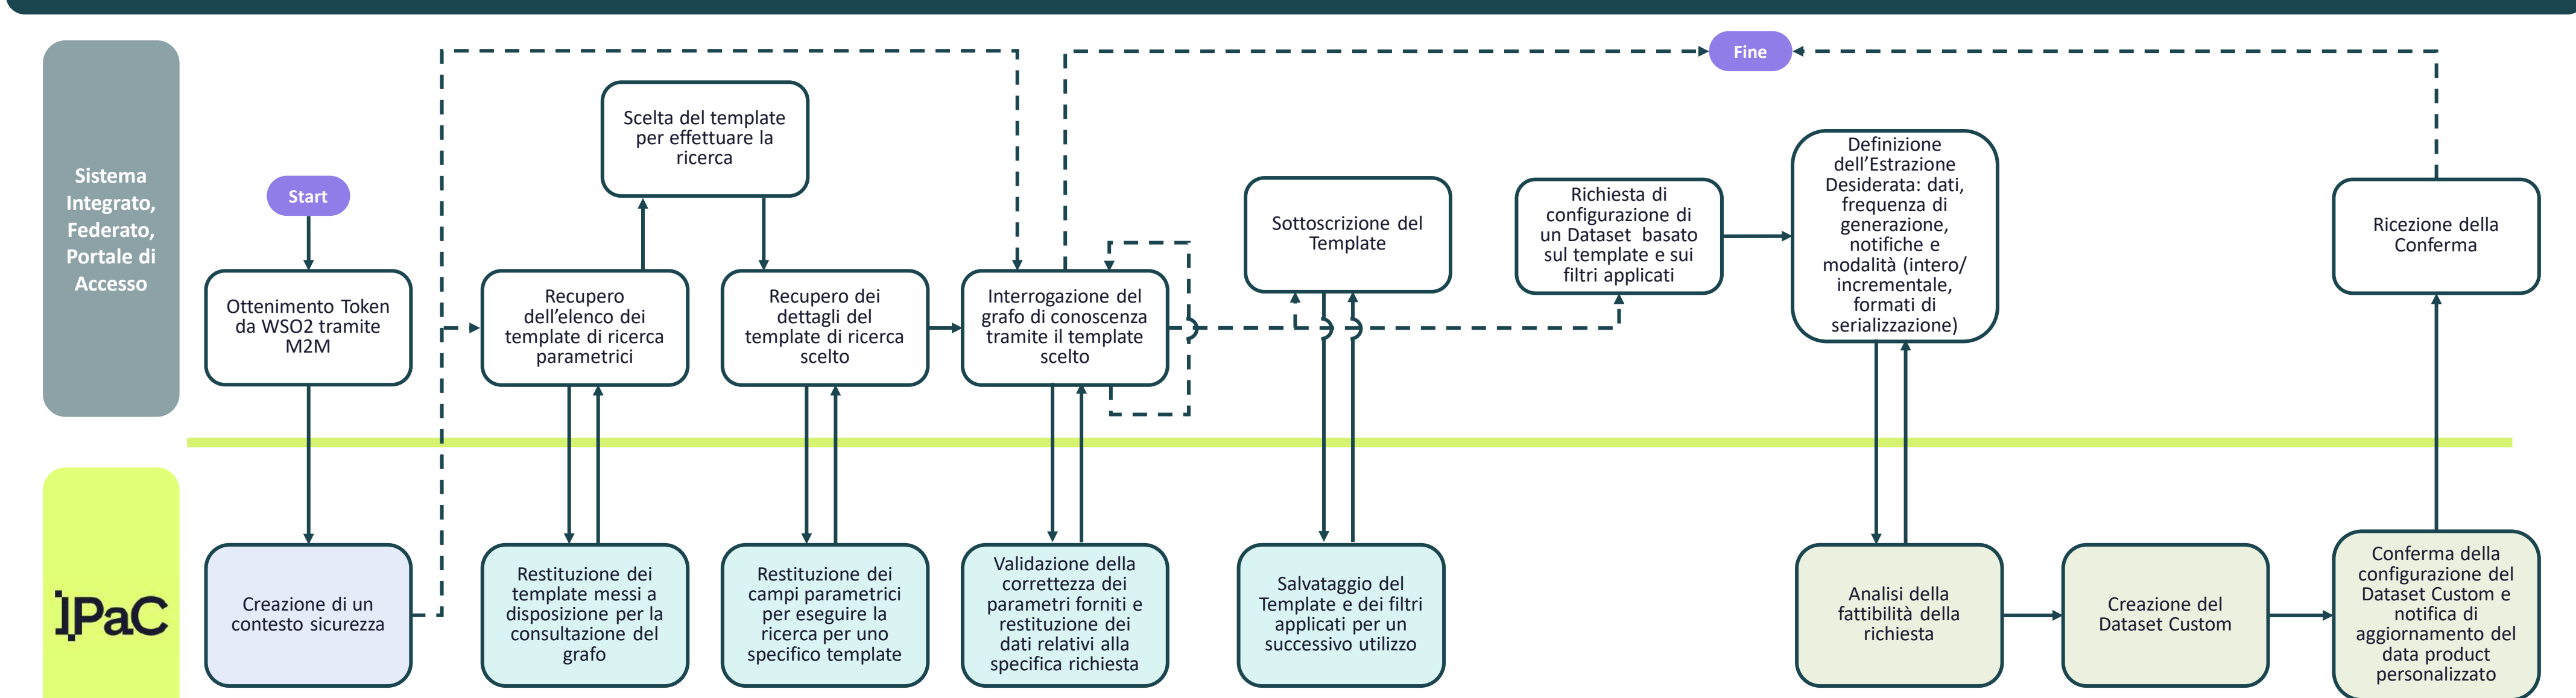 Sistema
Integrato,
Federato,
Portale di
Accesso
Start
Ottenimento Token
da WSO2 tramite
M2M
Recupero
dell’elenco dei
template di ricerca
parametrici
Scelta del template
per effettuare la
ricerca
Recupero dei
dettagli del
template di ricerca
scelto
Interrogazione del
grafo di conoscenza
tramite il template
scelto
Sottoscrizione del
Template
Richiesta di
configurazione di
un Dataset basato
sul template e sui
filtri applicati
Fine
Definizione
dell’Estrazione
Desiderata: dati,
frequenza di
generazione,
notifiche e
modalità (intero/
incrementale,
formati di
serializzazione)
Ricezione della
Conferma
IPaC
Creazione di un
contesto sicurezza
Restituzione dei
template messi a
disposizione per la
consultazione del
grafo
Restituzione dei
campi parametrici
per eseguire la
ricerca per uno
specifico template
Validazione della
correttezza dei
parametri forniti e
restituzione dei
dati relativi alla
specifica richiesta
Salvataggio del
Template e dei filtri
applicati per un
successivo utilizzo
Analisi della
fattibilità della
richiesta
Creazione del
Dataset Custom
Conferma della
configurazione del
Dataset Custom e
notifica di
aggiornamento del
data product
personalizzato